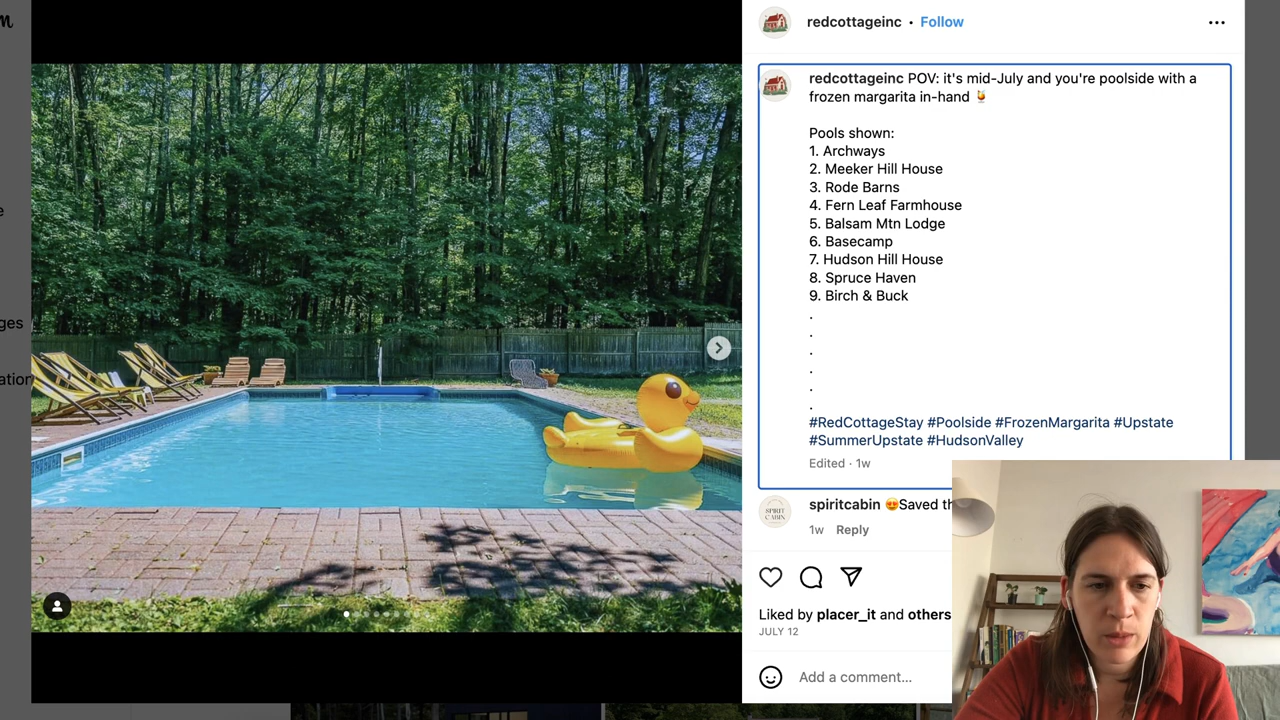 redcottageinc • Follow
redcottageinc POV: it's mid-July and you're poolside with a
frozen margarita in-hand 🍹
Pools shown:
1. Archways
2. Meeker Hill House
3. Rode Barns
4. Fern Leaf Farmhouse
5. Balsam Mtn Lodge
6. Basecamp
7. Hudson Hill House
8. Spruce Haven
9. Birch & Buck
.
.
.
.
.
.
#RedCottageStay #Poolside #FrozenMargarita #Upstate
#SummerUpstate #HudsonValley
Edited · 1w
spiritcabin 😍Saved th
1w Reply
Liked by placer_it and others
JULY 12
Add a comment...
ges
ation